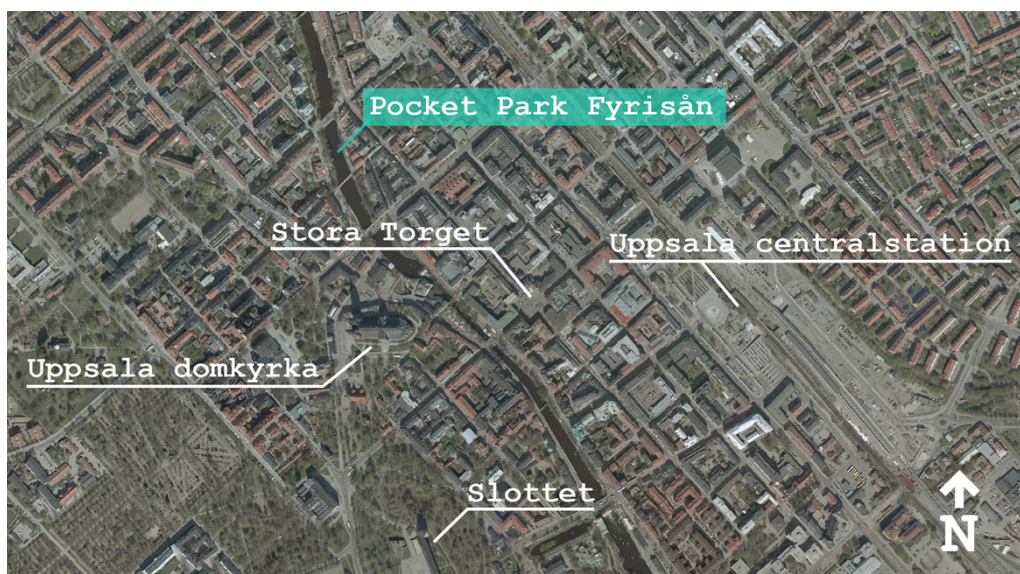 Pocket Park Fyrisån
Stora Torget
Uppsala centralstation
Uppsala domkyrka
Slottet
N